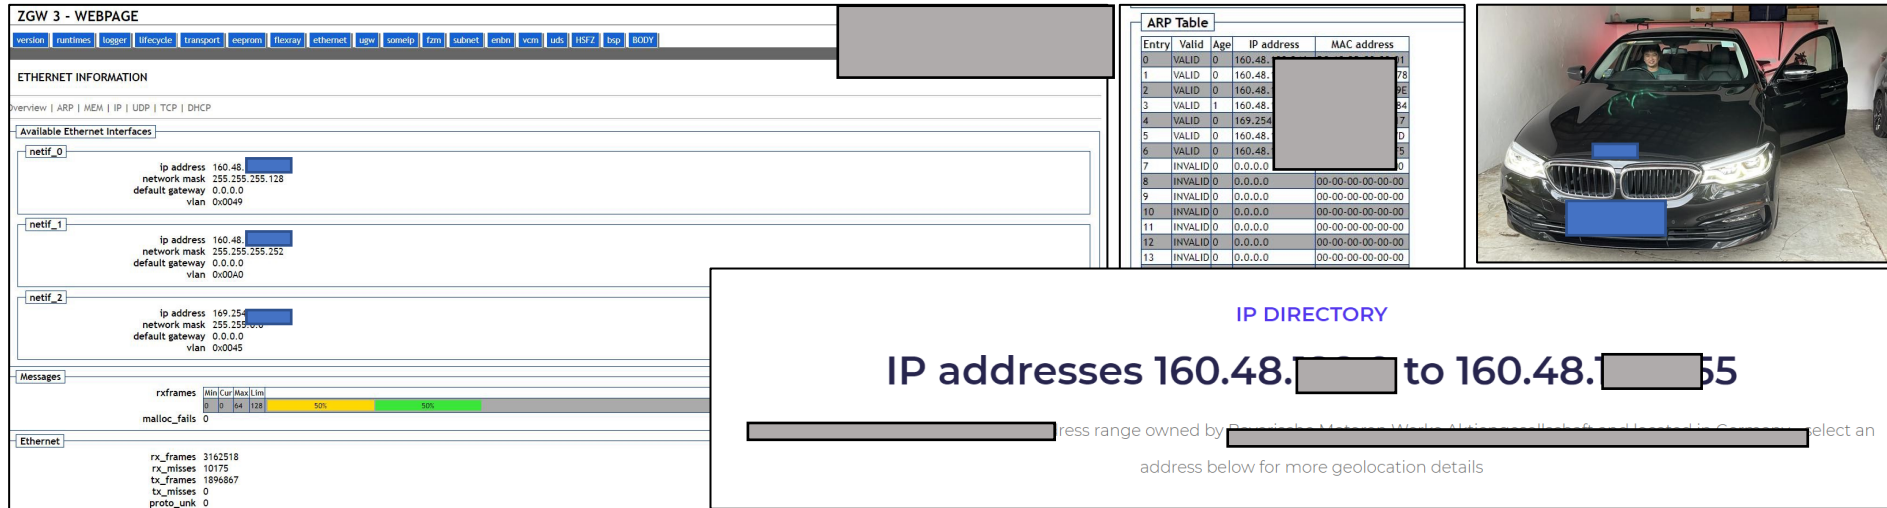 ZGW 3 - WEBPAGE
version runtimes logger lifecycle transport eeprom flexray ethernet ugw someip fzm subnet enbn vcm uds HSFZ bsp BODY
ETHERNET INFORMATION
Overview | ARP | MEM | IP | UDP | TCP | DHCP
Available Ethernet Interfaces
netif_0
ip address 160.48.
network mask 255.255.255.128
default gateway 0.0.0.0
vlan 0x0049
netif_1
ip address 160.48.
network mask 255.255.255.252
default gateway 0.0.0.0
vlan 0x00A0
netif_2
ip address 169.254
network mask 255.255.0.0
default gateway 0.0.0.0
vlan 0x0045
Messages
rxframes Min Cur Max Lim
0 0 64 128 50% 50%
malloc_fails 0
Ethernet
rx_frames 3162518
rx_misses 10175
tx_frames 1896867
tx_misses 0
proto_unk 0
ARP Table
Entry Valid Age IP address MAC address
0 VALID 0 160.48. 01
1 VALID 0 160.48. 78
2 VALID 0 160.48. 9E
3 VALID 1 160.48. 84
4 VALID 0 169.254 17
5 VALID 0 160.48. D
6 VALID 0 160.48. F5
7 INVALID 0 0.0.0.0 00
8 INVALID 0 0.0.0.0 00-00-00-00-00-00
9 INVALID 0 0.0.0.0 00-00-00-00-00-00
10 INVALID 0 0.0.0.0 00-00-00-00-00-00
11 INVALID 0 0.0.0.0 00-00-00-00-00-00
12 INVALID 0 0.0.0.0 00-00-00-00-00-00
13 INVALID 0 0.0.0.0 00-00-00-00-00-00
IP DIRECTORY
IP addresses 160.48. to 160.48. 55
ress range owned by select an
address below for more geolocation details